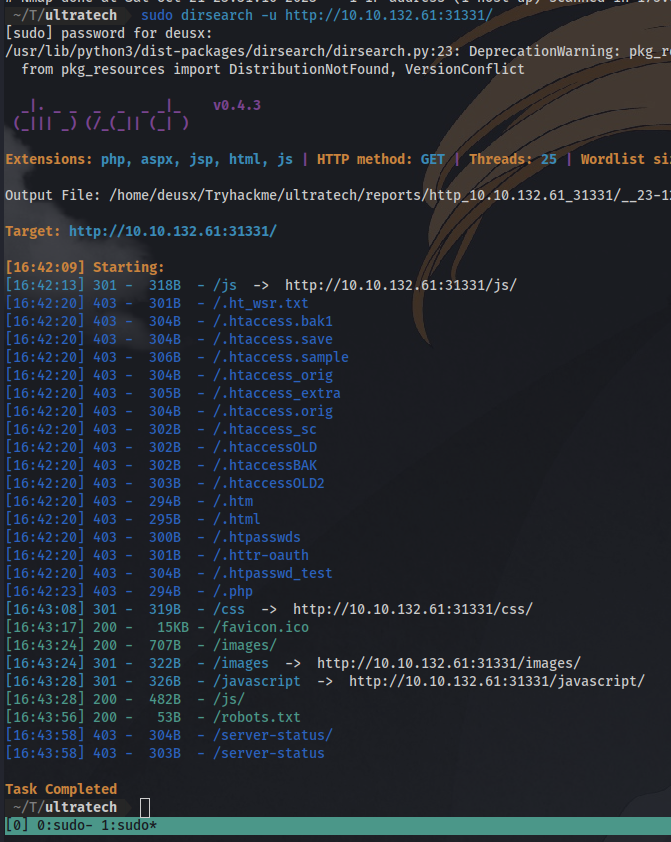 ~/T/ultratech sudo dirsearch -u http://10.10.132.61:31331/
[sudo] password for deusx:
/usr/lib/python3/dist-packages/dirsearch/dirsearch.py:23: DeprecationWarning: pkg_re
from pkg_resources import DistributionNotFound, VersionConflict
_|. _ _  _  _  _ _|_    v0.4.3
(_||| _) (/_(_|| (_| )
Extensions: php, aspx, jsp, html, js | HTTP method: GET | Threads: 25 | Wordlist siz
Output File: /home/deusx/Tryhackme/ultratech/reports/http_10.10.132.61_31331/__23-12
Target: http://10.10.132.61:31331/
[16:42:09] Starting:
[16:42:13] 301 - 318B - /js -> http://10.10.132.61:31331/js/
[16:42:20] 403 - 301B - /.ht_wsr.txt
[16:42:20] 403 - 304B - /.htaccess.bak1
[16:42:20] 403 - 304B - /.htaccess.save
[16:42:20] 403 - 306B - /.htaccess.sample
[16:42:20] 403 - 304B - /.htaccess_orig
[16:42:20] 403 - 305B - /.htaccess_extra
[16:42:20] 403 - 304B - /.htaccess.orig
[16:42:20] 403 - 302B - /.htaccess_sc
[16:42:20] 403 - 302B - /.htaccessOLD
[16:42:20] 403 - 302B - /.htaccessBAK
[16:42:20] 403 - 303B - /.htaccessOLD2
[16:42:20] 403 - 294B - /.htm
[16:42:20] 403 - 295B - /.html
[16:42:20] 403 - 300B - /.htpasswds
[16:42:20] 403 - 301B - /.httr-oauth
[16:42:20] 403 - 304B - /.htpasswd_test
[16:42:23] 403 - 294B - /.php
[16:43:08] 301 - 319B - /css -> http://10.10.132.61:31331/css/
[16:43:17] 200 - 15KB - /favicon.ico
[16:43:24] 200 - 707B - /images/
[16:43:24] 301 - 322B - /images -> http://10.10.132.61:31331/images/
[16:43:28] 301 - 326B - /javascript -> http://10.10.132.61:31331/javascript/
[16:43:28] 200 - 482B - /js/
[16:43:56] 200 - 53B - /robots.txt
[16:43:58] 403 - 304B - /server-status/
[16:43:58] 403 - 303B - /server-status
Task Completed
~/T/ultratech
[0] 0:sudo- 1:sudo*